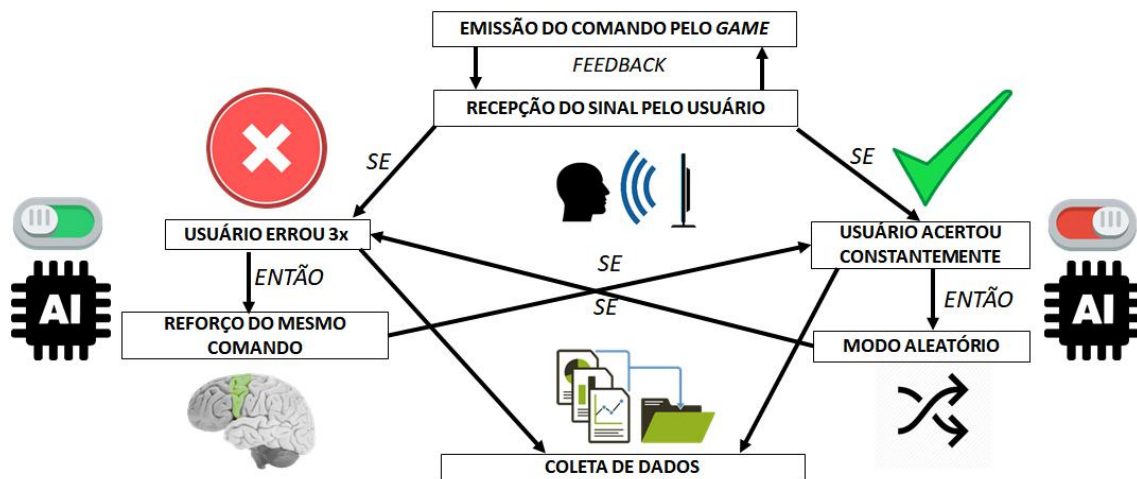 EMISSÃO DO COMANDO PELO GAME
FEEDBACK
RECEPÇÃO DO SINAL PELO USUÁRIO
SE
SE
USUÁRIO ERROU 3x
USUÁRIO ACERTOU
CONSTANTEMENTE
SE
ENTÃO
SE
ENTÃO
AI
AI
REFORÇO DO MESMO
COMANDO
MODO ALEATÓRIO
COLETA DE DADOS